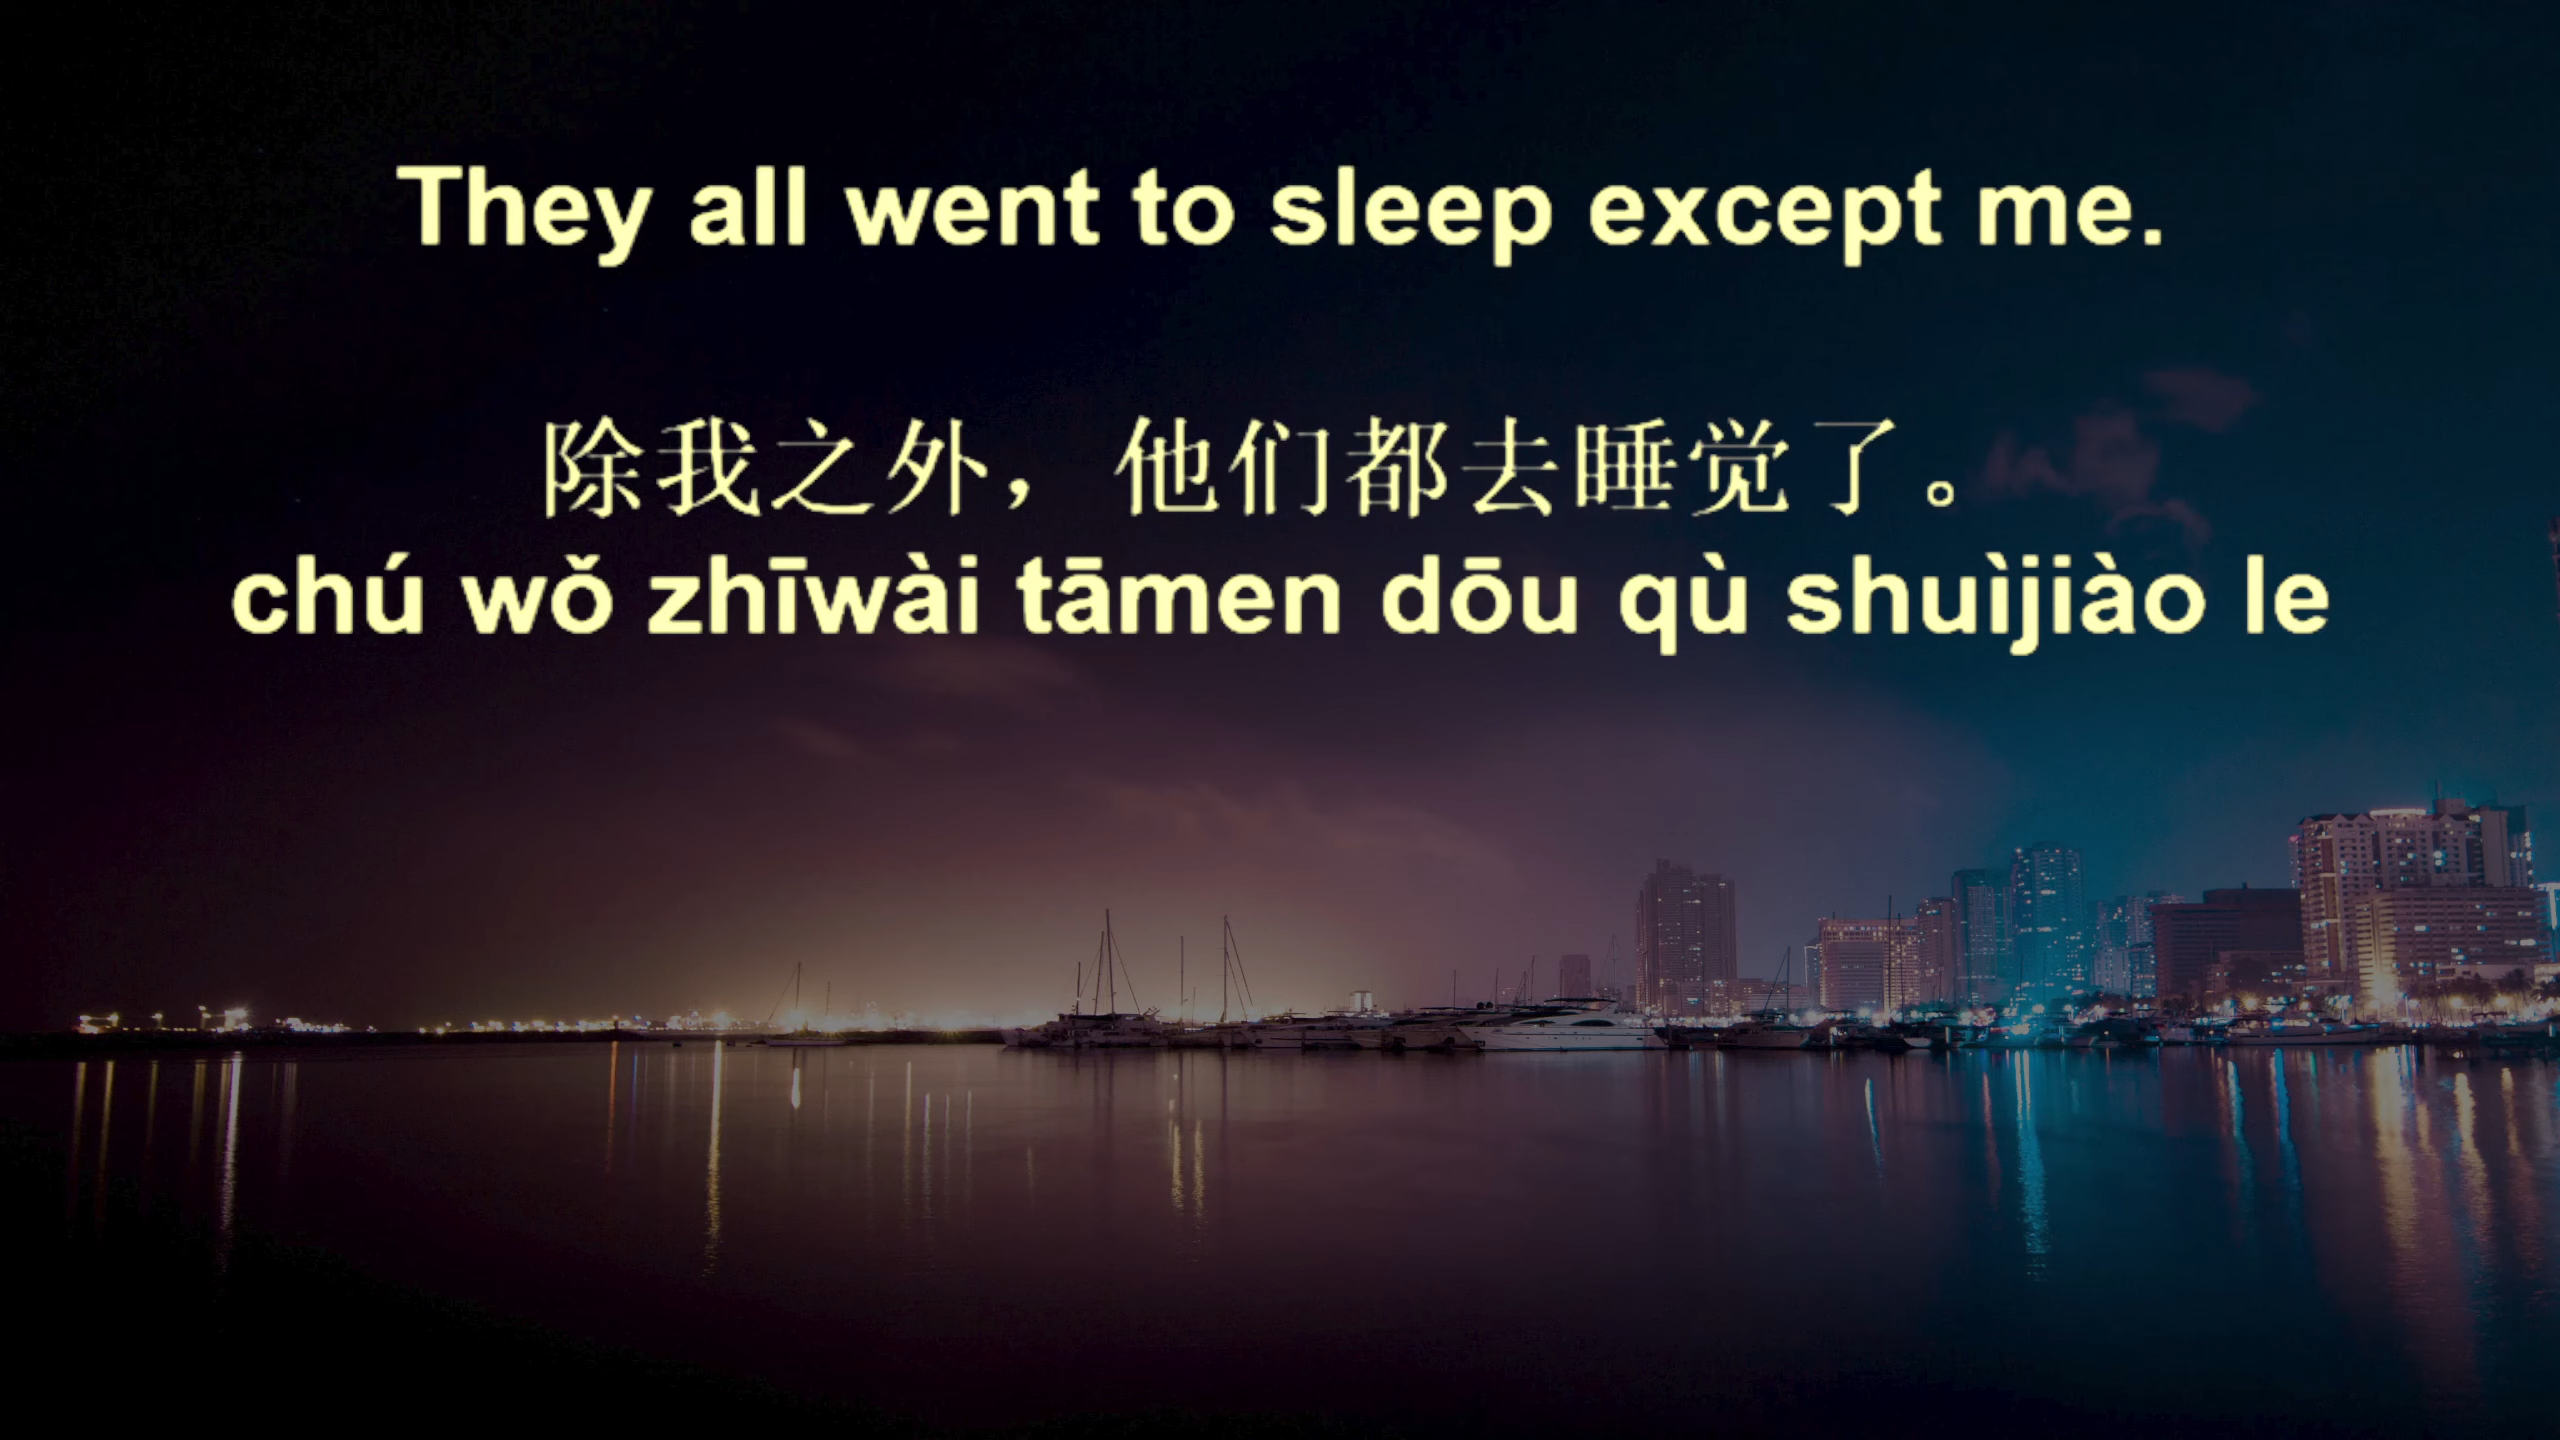 They all went to sleep except me.
除我之外，他们都去睡觉了。
chú wǒ zhīwài tāmen dōu qù shuìjiào le